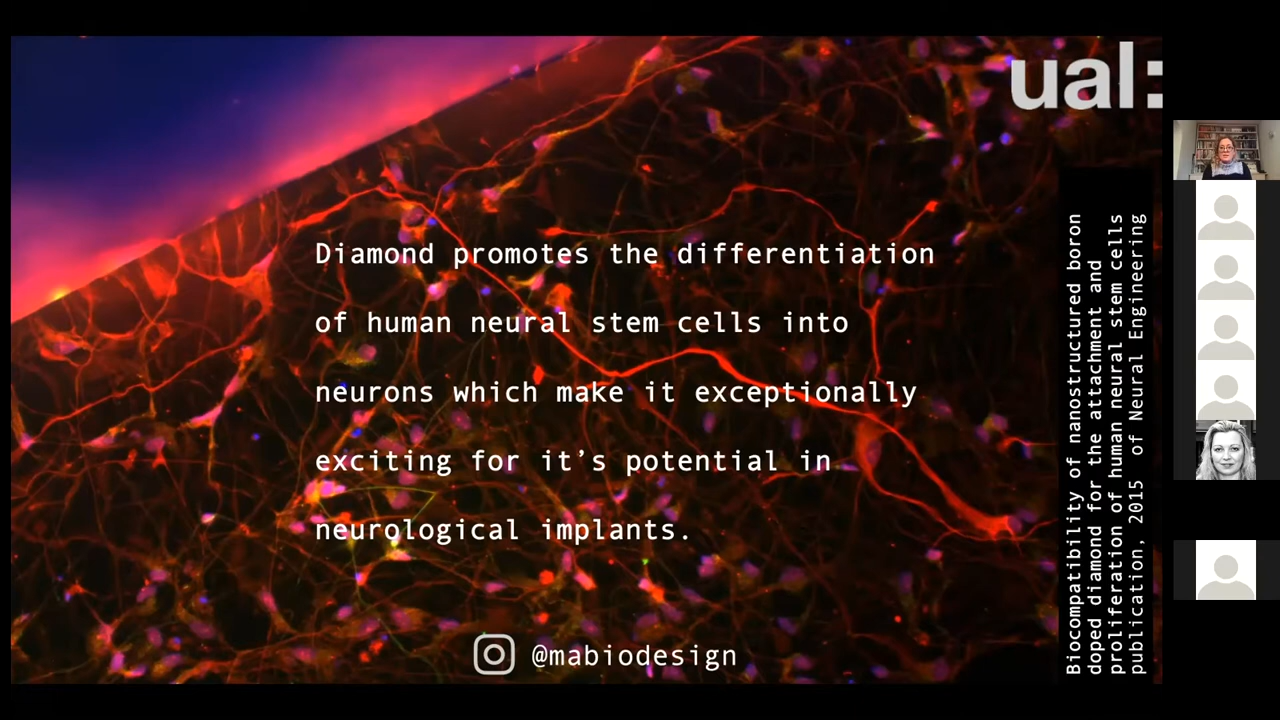 ual:
Diamond promotes the differentiation
of human neural stem cells into
neurons which make it exceptionally
exciting for it’s potential in
neurological implants.
@mabiodesign
Biocompatibility of nanostructured boron
doped diamond for the attachment and
proliferation of human neural stem cells
publication, 2015 of Neural Engineering